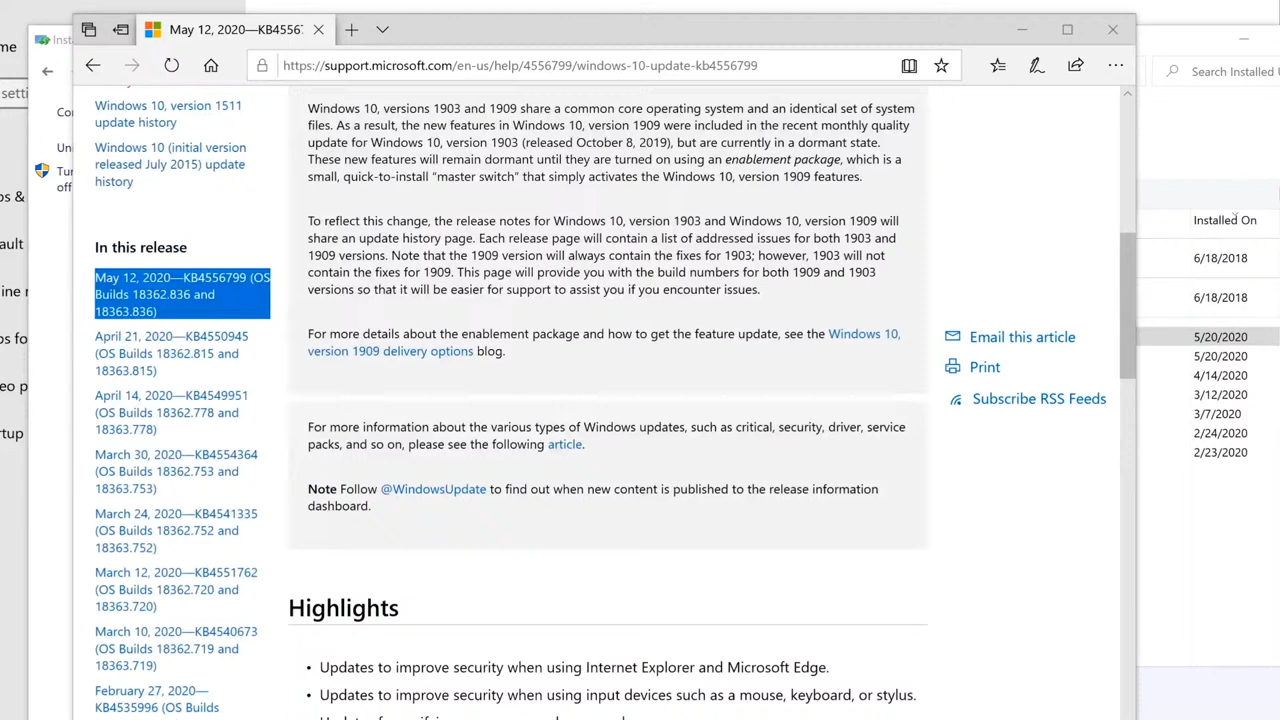 May 12, 2020—KB4556
https://support.microsoft.com/en-us/help/4556799/windows-10-update-kb4556799
Search Installed U
Windows 10, version 1511
update history
Windows 10 (initial version
released July 2015) update
history
In this release
May 12, 2020—KB4556799 (OS
Builds 18362.836 and
18363.836)
April 21, 2020—KB4550945
(OS Builds 18362.815 and
18363.815)
April 14, 2020—KB4549951
(OS Builds 18362.778 and
18363.778)
March 30, 2020—KB4554364
(OS Builds 18362.753 and
18363.753)
March 24, 2020—KB4541335
(OS Builds 18362.752 and
18363.752)
March 12, 2020—KB4551762
(OS Builds 18362.720 and
18363.720)
March 10, 2020—KB4540673
(OS Builds 18362.719 and
18363.719)
February 27, 2020—
KB4535996 (OS Builds
Windows 10, versions 1903 and 1909 share a common core operating system and an identical set of system
files. As a result, the new features in Windows 10, version 1909 were included in the recent monthly quality
update for Windows 10, version 1903 (released October 8, 2019), but are currently in a dormant state.
These new features will remain dormant until they are turned on using an enablement package, which is a
small, quick-to-install “master switch” that simply activates the Windows 10, version 1909 features.
To reflect this change, the release notes for Windows 10, version 1903 and Windows 10, version 1909 will
share an update history page. Each release page will contain a list of addressed issues for both 1903 and
1909 versions. Note that the 1909 version will always contain the fixes for 1903; however, 1903 will not
contain the fixes for 1909. This page will provide you with the build numbers for both 1909 and 1903
versions so that it will be easier for support to assist you if you encounter issues.
For more details about the enablement package and how to get the feature update, see the Windows 10,
version 1909 delivery options blog.
For more information about the various types of Windows updates, such as critical, security, driver, service
packs, and so on, please see the following article.
Note Follow @WindowsUpdate to find out when new content is published to the release information
dashboard.
Highlights
• Updates to improve security when using Internet Explorer and Microsoft Edge.
• Updates to improve security when using input devices such as a mouse, keyboard, or stylus.
Email this article
Print
Subscribe RSS Feeds
Installed On
6/18/2018
6/18/2018
5/20/2020
5/20/2020
4/14/2020
3/12/2020
3/7/2020
2/24/2020
2/23/2020
me
Inst
setti
Cor
Uni
Tur
off
ps &
ault
ine r
ps fo
eo p
rtup